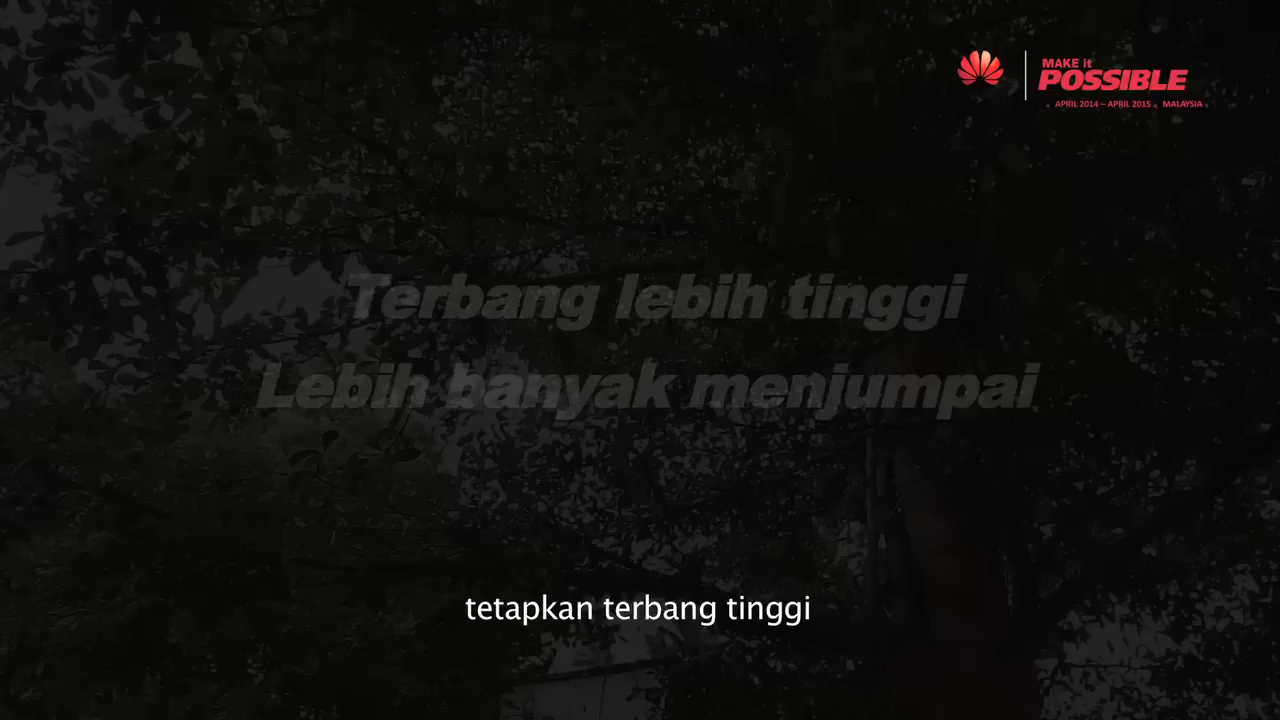 MAKE it
POSSIBLE
APRIL 2014 – APRIL 2015 MALAYSIA
Terbang lebih tinggi
Lebih banyak menjumpai
tetapkan terbang tinggi